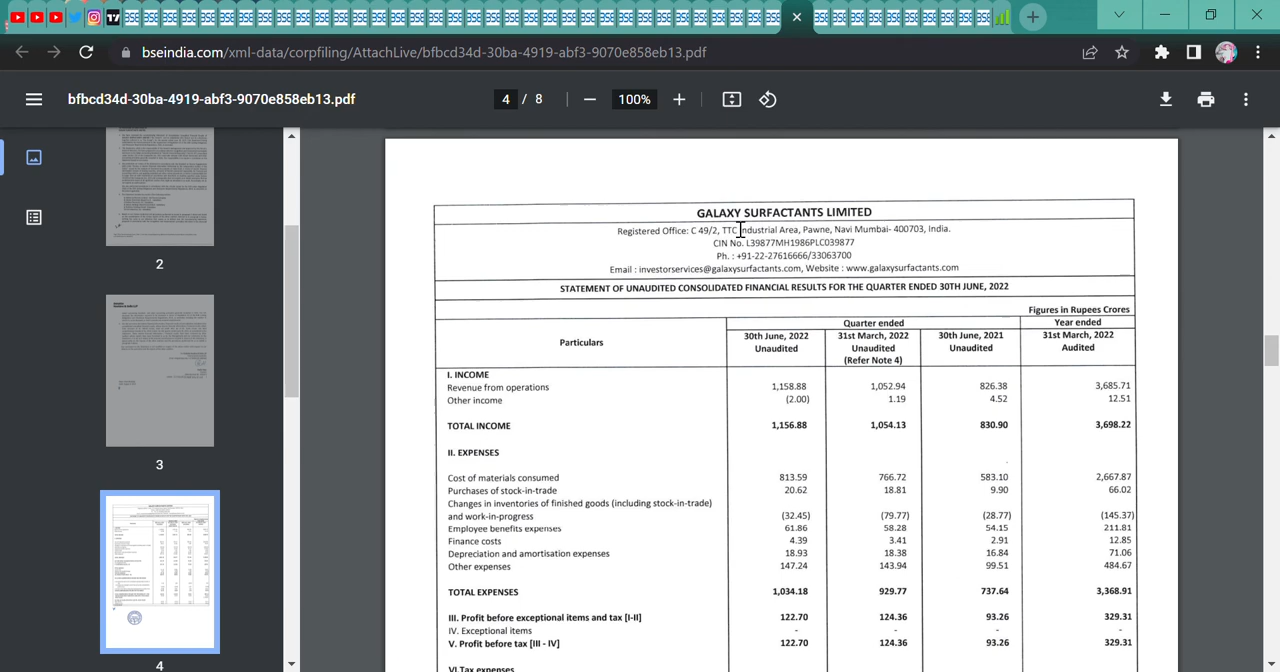 bseindia.com/xml-data/corpfiling/AttachLive/bfbcd34d-30ba-4919-abf3-9070e858eb13.pdf
bfbcd34d-30ba-4919-abf3-9070e858eb13.pdf 4 / 8 100%
2
3
4
GALAXY SURFACTANTS LIMITED
Registered Office: C 49/2, TTC Industrial Area, Pawne, Navi Mumbai- 400703, India.
CIN No. L39877MH1986PLC039877
Ph. : +91-22-27616666/33063700
Email : investorservices@galaxysurfactants.com, Website : www.galaxysurfactants.com
STATEMENT OF UNAUDITED CONSOLIDATED FINANCIAL RESULTS FOR THE QUARTER ENDED 30TH JUNE, 2022
Figures in Rupees Crores
Quarter ended Year ended
Particulars 30th June, 2022 31st March, 2022 30th June, 2021 31st March, 2022
Unaudited Unaudited Unaudited Audited
(Refer Note 4)
I. INCOME
Revenue from operations 1,158.88 1,052.94 826.38 3,685.71
Other income (2.00) 1.19 4.52 12.51
TOTAL INCOME 1,156.88 1,054.13 830.90 3,698.22
II. EXPENSES
Cost of materials consumed 813.59 766.72 583.10 2,667.87
Purchases of stock-in-trade 20.62 18.81 9.90 66.02
Changes in inventories of finished goods (including stock-in-trade)
and work-in-progress (32.45) (79.77) (28.77) (145.37)
Employee benefits expenses 61.86 58.28 54.15 211.81
Finance costs 4.39 3.41 2.91 12.85
Depreciation and amortisation expenses 18.93 18.38 16.84 71.06
Other expenses 147.24 143.94 99.51 484.67
TOTAL EXPENSES 1,034.18 929.77 737.64 3,368.91
III. Profit before exceptional items and tax [I-II] 122.70 124.36 93.26 329.31
IV. Exceptional items - - - -
V. Profit before tax [III - IV] 122.70 124.36 93.26 329.31
VI.Tax expenses